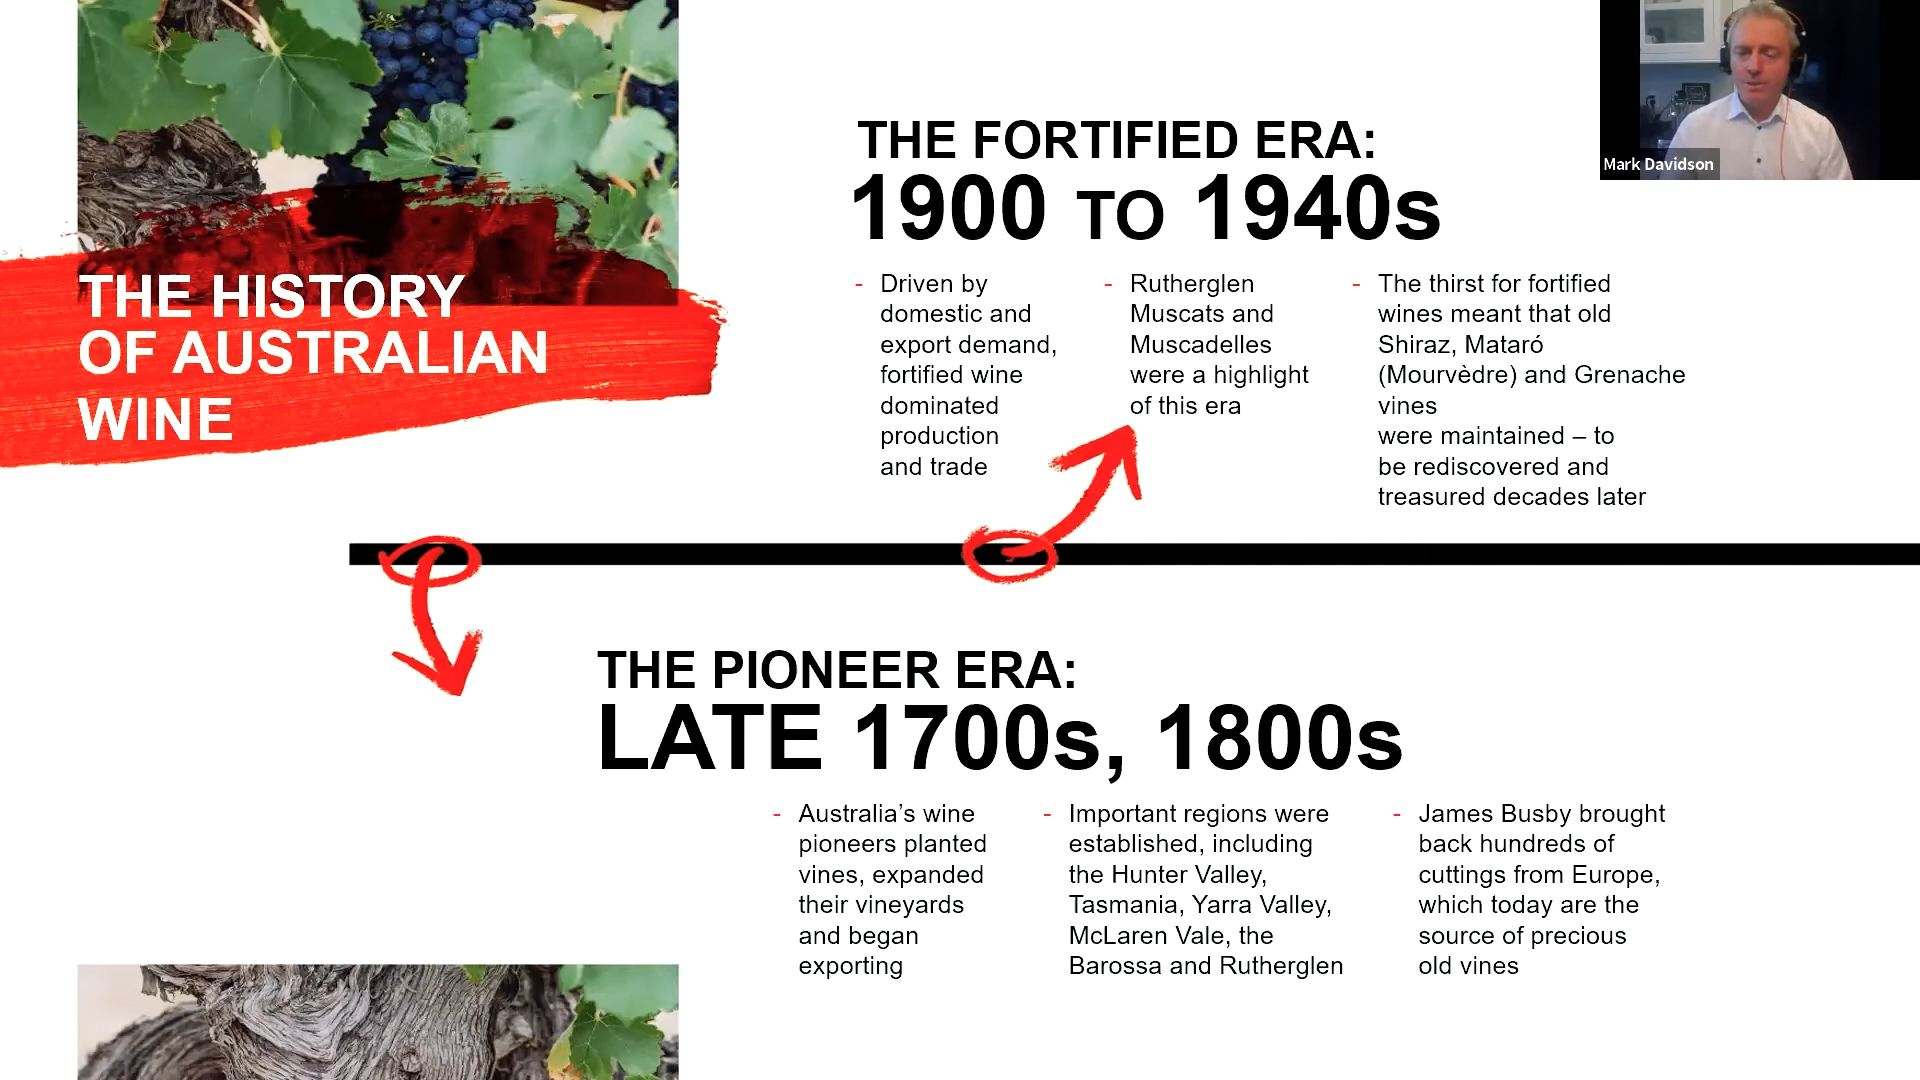 THE HISTORY
OF AUSTRALIAN
WINE
THE FORTIFIED ERA:
1900 TO 1940s
- Driven by
domestic and
export demand,
fortified wine
dominated
production
and trade
- Rutherglen
Muscats and
Muscadelles
were a highlight
of this era
- The thirst for fortified
wines meant that old
Shiraz, Mataró
(Mourvèdre) and Grenache
vines
were maintained – to
be rediscovered and
treasured decades later
THE PIONEER ERA:
LATE 1700s, 1800s
- Australia’s wine
pioneers planted
vines, expanded
their vineyards
and began
exporting
- Important regions were
established, including
the Hunter Valley,
Tasmania, Yarra Valley,
McLaren Vale, the
Barossa and Rutherglen
- James Busby brought
back hundreds of
cuttings from Europe,
which today are the
source of precious
old vines
Mark Davidson